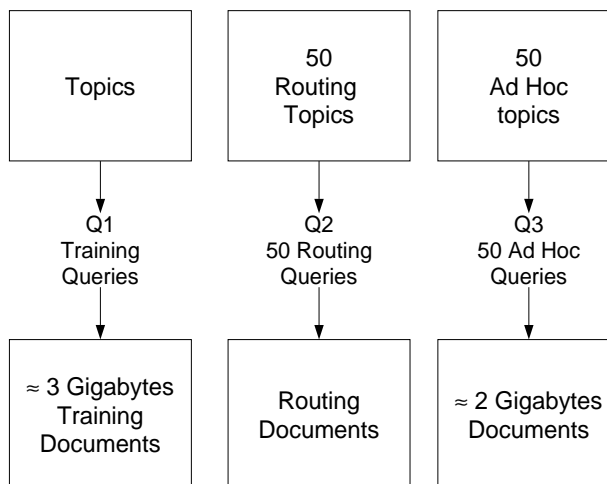 Topics
50
Routing
Topics
50
Ad Hoc
topics
Q1
Training
Queries
Q2
50 Routing
Queries
Q3
50 Ad Hoc
Queries
≈ 3 Gigabytes
Training
Documents
Routing
Documents
≈ 2 Gigabytes
Documents